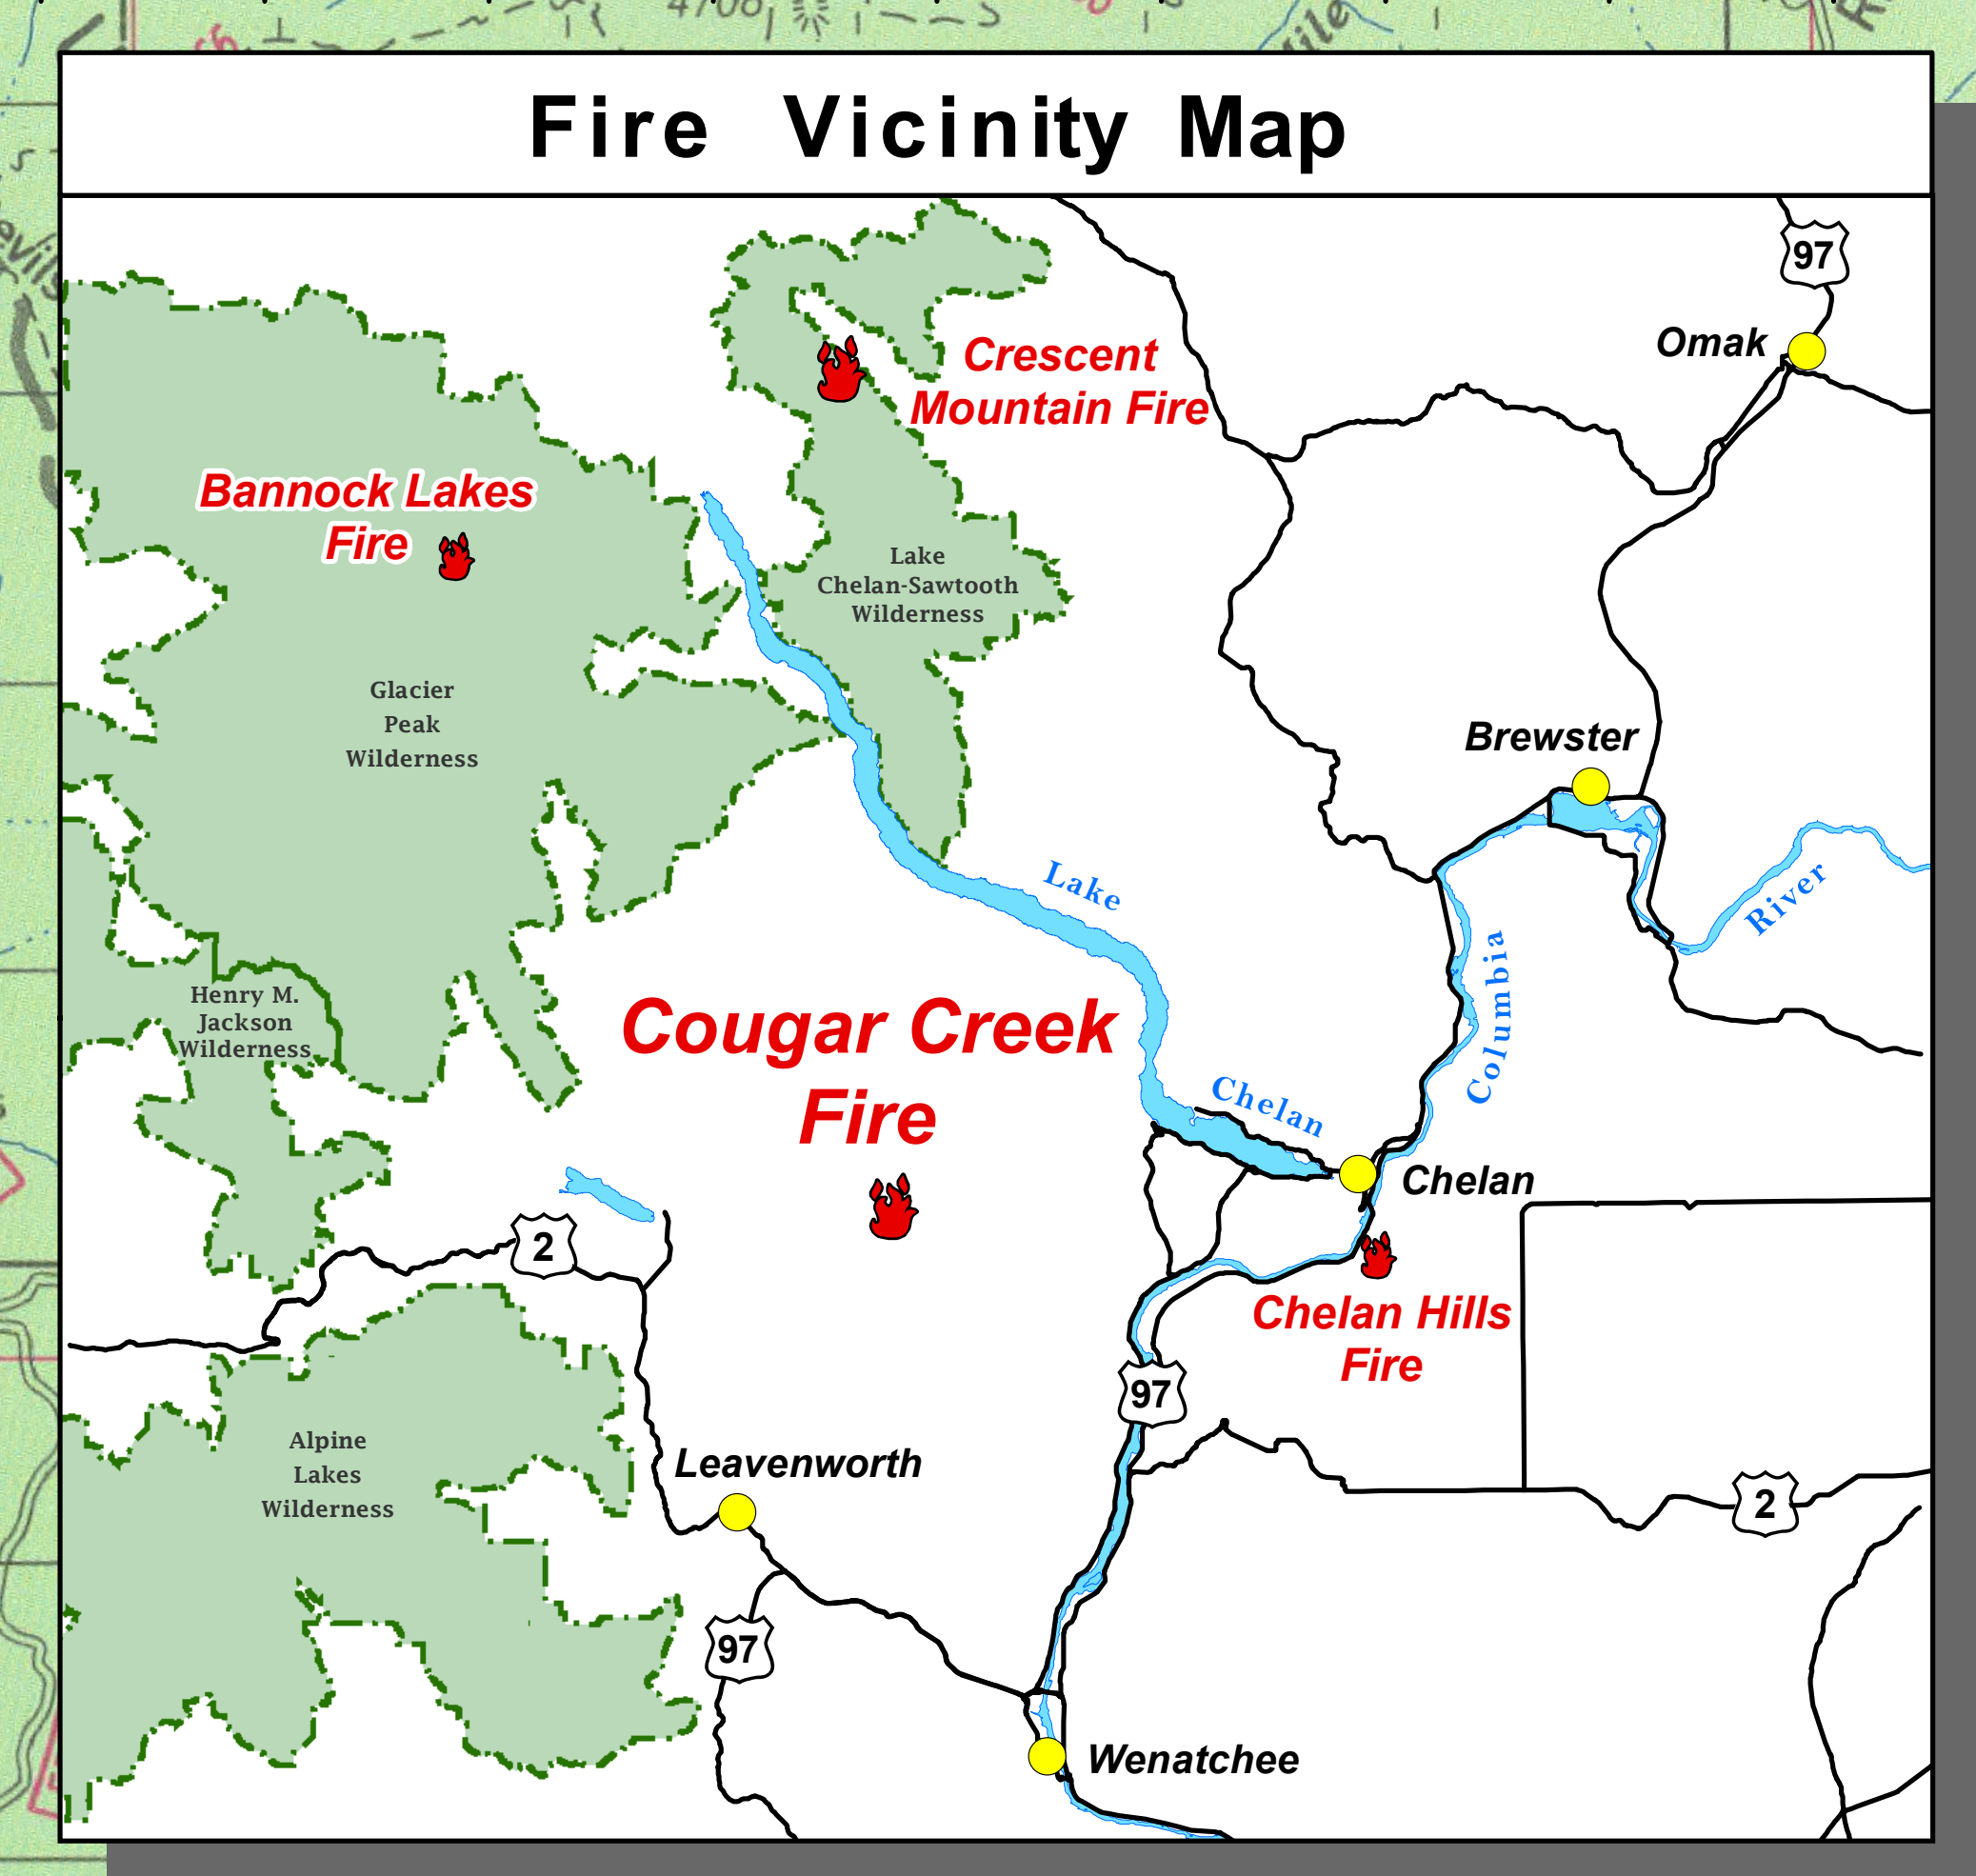 4708
Mile
Fire Vicinity Map
97
Omak
Crescent
Mountain Fire
Bannock Lakes
Fire
Lake
Chelan-Sawtooth
Wilderness
Glacier
Peak
Wilderness
Brewster
Lake
River
Columbia
Henry M.
Jackson
Wilderness
Cougar Creek
Fire
Chelan
Chelan
2
Chelan Hills
Fire
97
Alpine
Lakes
Wilderness
Leavenworth
2
97
Wenatchee